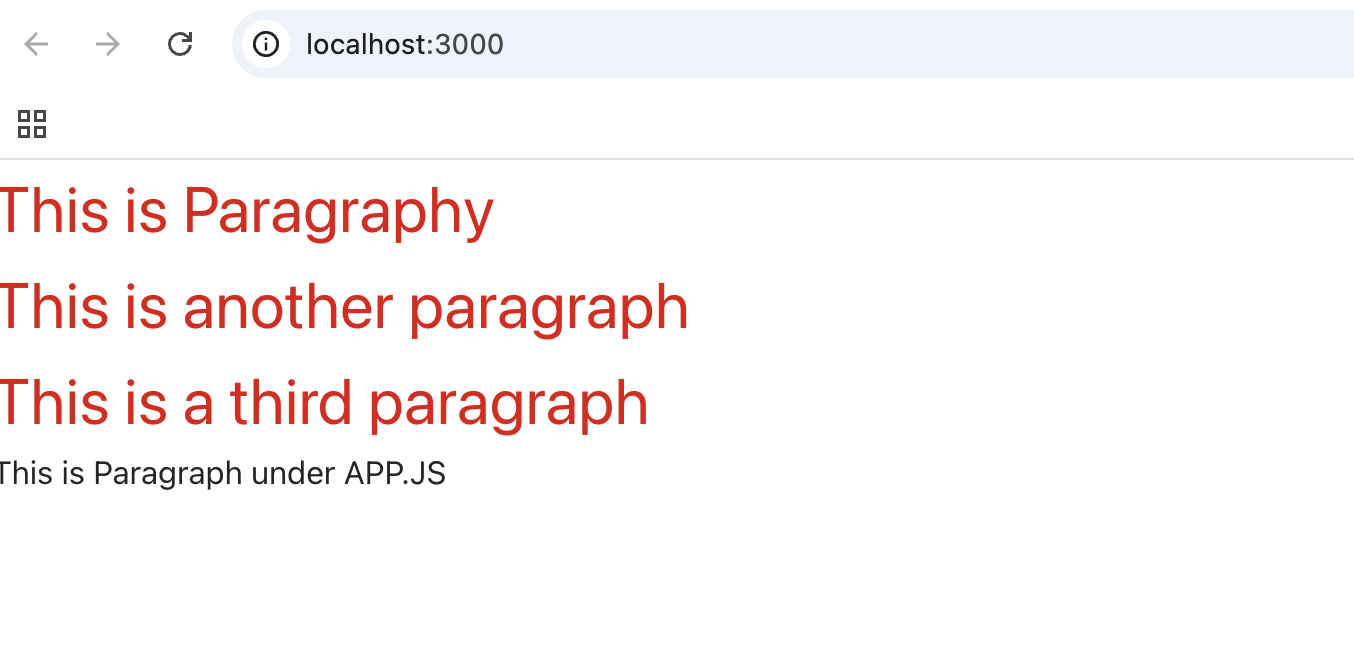 localhost:3000
This is Paragraphy
This is another paragraph
This is a third paragraph
This is Paragraph under APP.JS